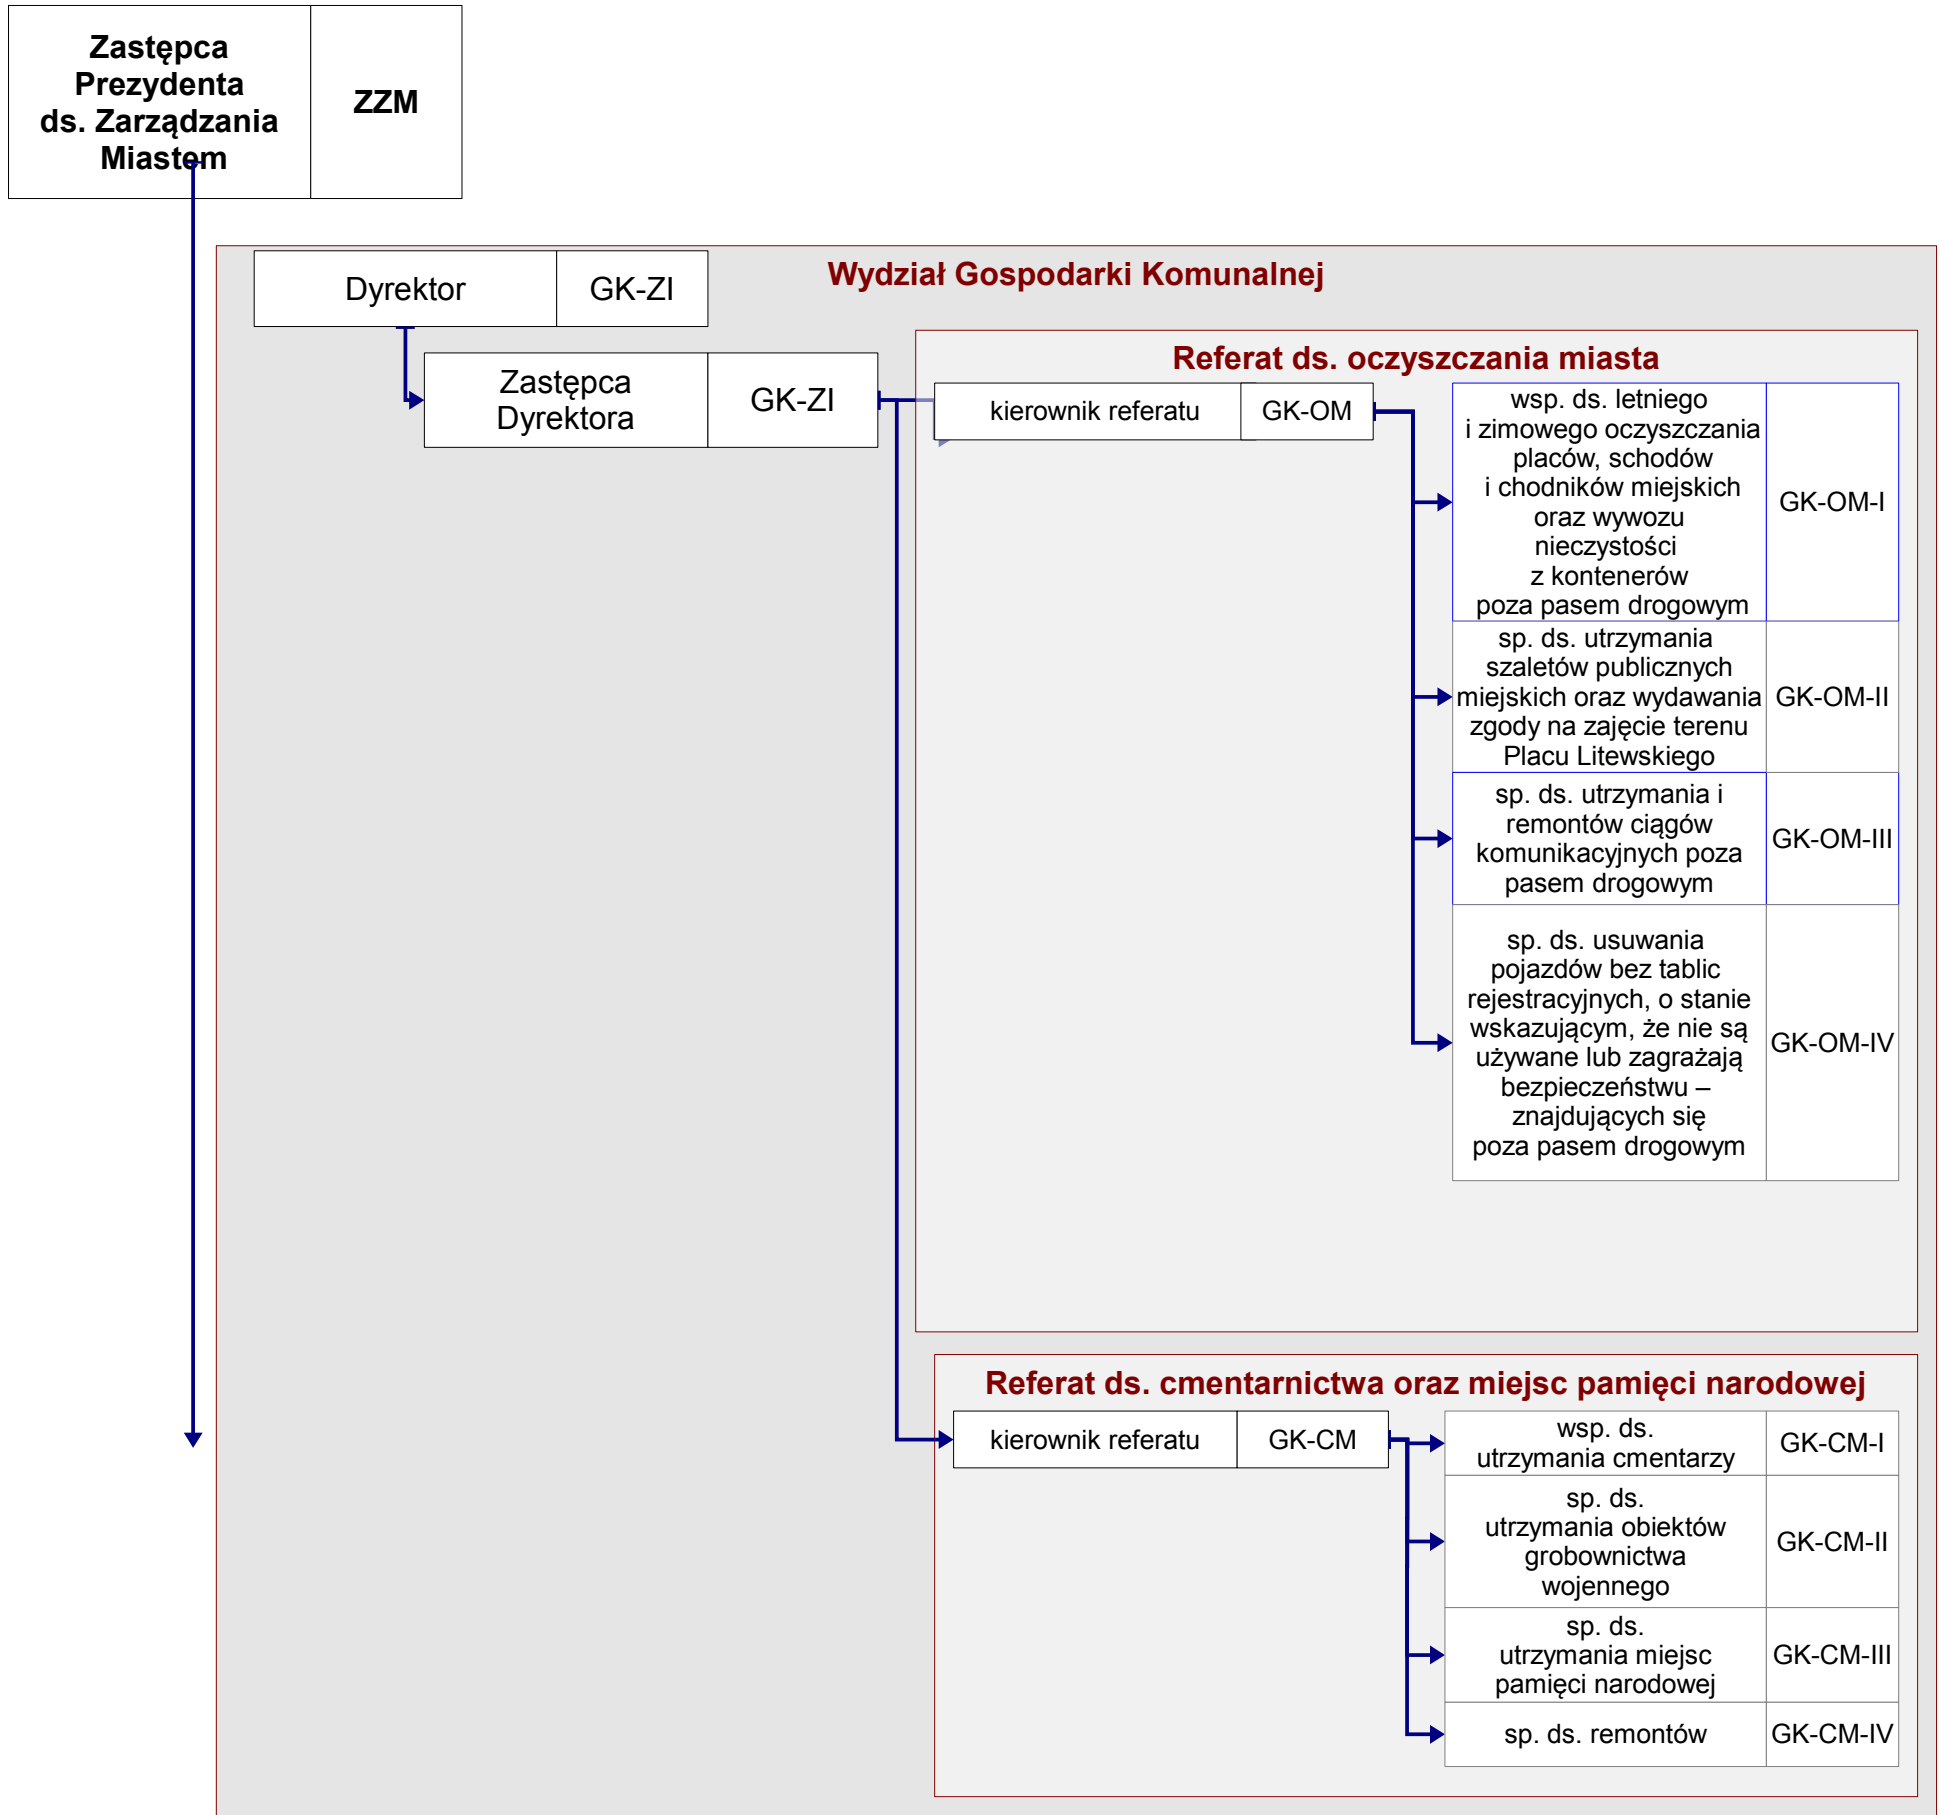 Zastępca
Prezydenta
ds. Zarządzania
Miastem
ZZM
Wydział Gospodarki Komunalnej
Dyrektor
GK-ZI
Zastępca
Dyrektora
GK-ZI
Referat ds. oczyszczania miasta
kierownik referatu
GK-OM
wsp. ds. letniego
i zimowego oczyszczania
placów, schodów
i chodników miejskich
oraz wywozu
nieczystości
z kontenerów
poza pasem drogowym
GK-OM-I
sp. ds. utrzymania
szaletów publicznych
miejskich oraz wydawania
zgody na zajęcie terenu
Placu Litewskiego
GK-OM-II
sp. ds. utrzymania i
remontów ciągów
komunikacyjnych poza
pasem drogowym
GK-OM-III
sp. ds. usuwania
pojazdów bez tablic
rejestracyjnych, o stanie
wskazującym, że nie są
używane lub zagrażają
bezpieczeństwu –
znajdujących się
poza pasem drogowym
GK-OM-IV
Referat ds. cmentarnictwa oraz miejsc pamięci narodowej
kierownik referatu
GK-CM
wsp. ds.
utrzymania cmentarzy
GK-CM-I
sp. ds.
utrzymania obiektów
grobownictwa
wojennego
GK-CM-II
sp. ds.
utrzymania miejsc
pamięci narodowej
GK-CM-III
sp. ds. remontów
GK-CM-IV